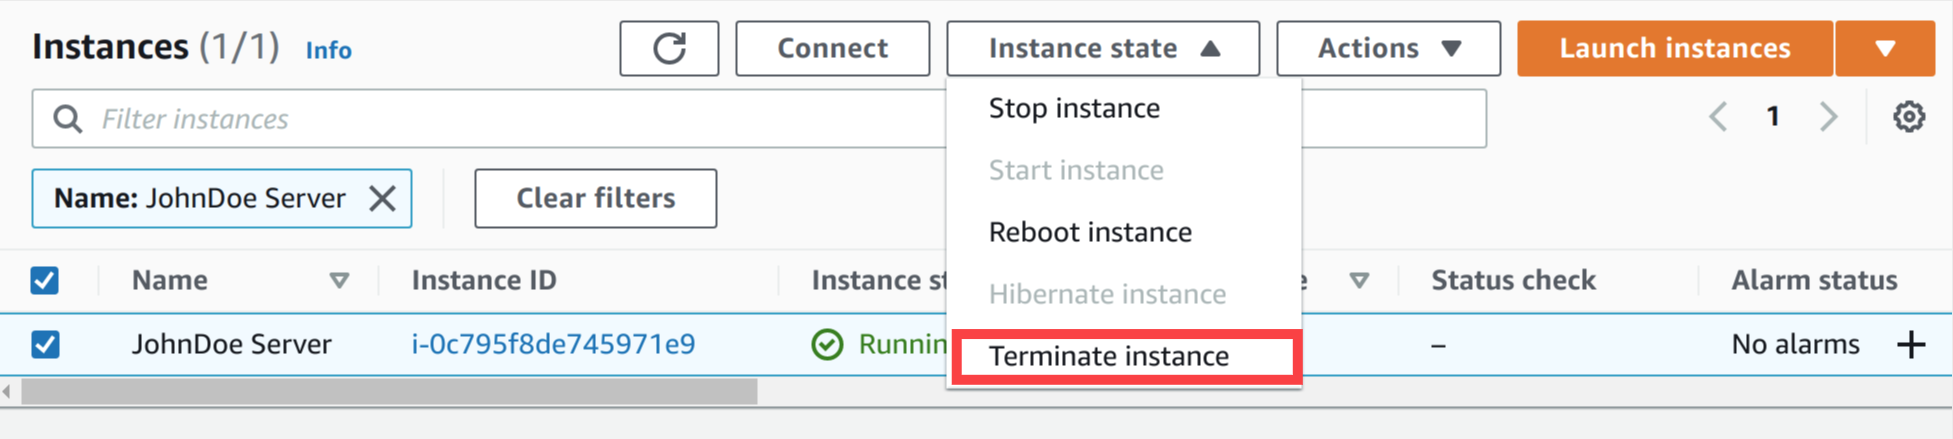 Instances (1/1) Info Connect Instance state Actions Launch instances
Filter instances 1
Name: JohnDoe Server Clear filters
Stop instance
Start instance
Reboot instance
Hibernate instance
Terminate instance
Name Instance ID Instance st e Status check Alarm status
JohnDoe Server i-0c795f8de745971e9 Runnin – No alarms +